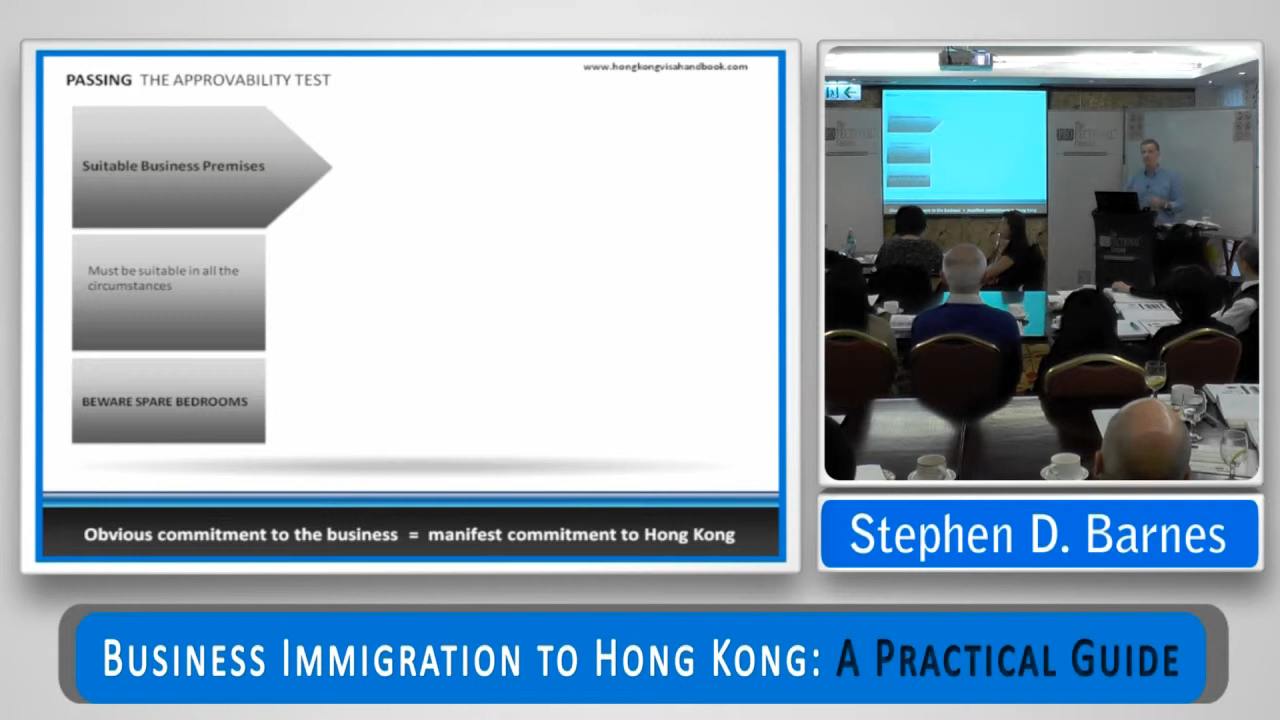 www.hongkongvisahandbook.com
PASSING THE APPROVABILITY TEST
Suitable Business Premises
Must be suitable in all the
circumstances
BEWARE SPARE BEDROOMS
Obvious commitment to the business = manifest commitment to Hong Kong
Stephen D. Barnes
BUSINESS IMMIGRATION TO HONG KONG: A PRACTICAL GUIDE